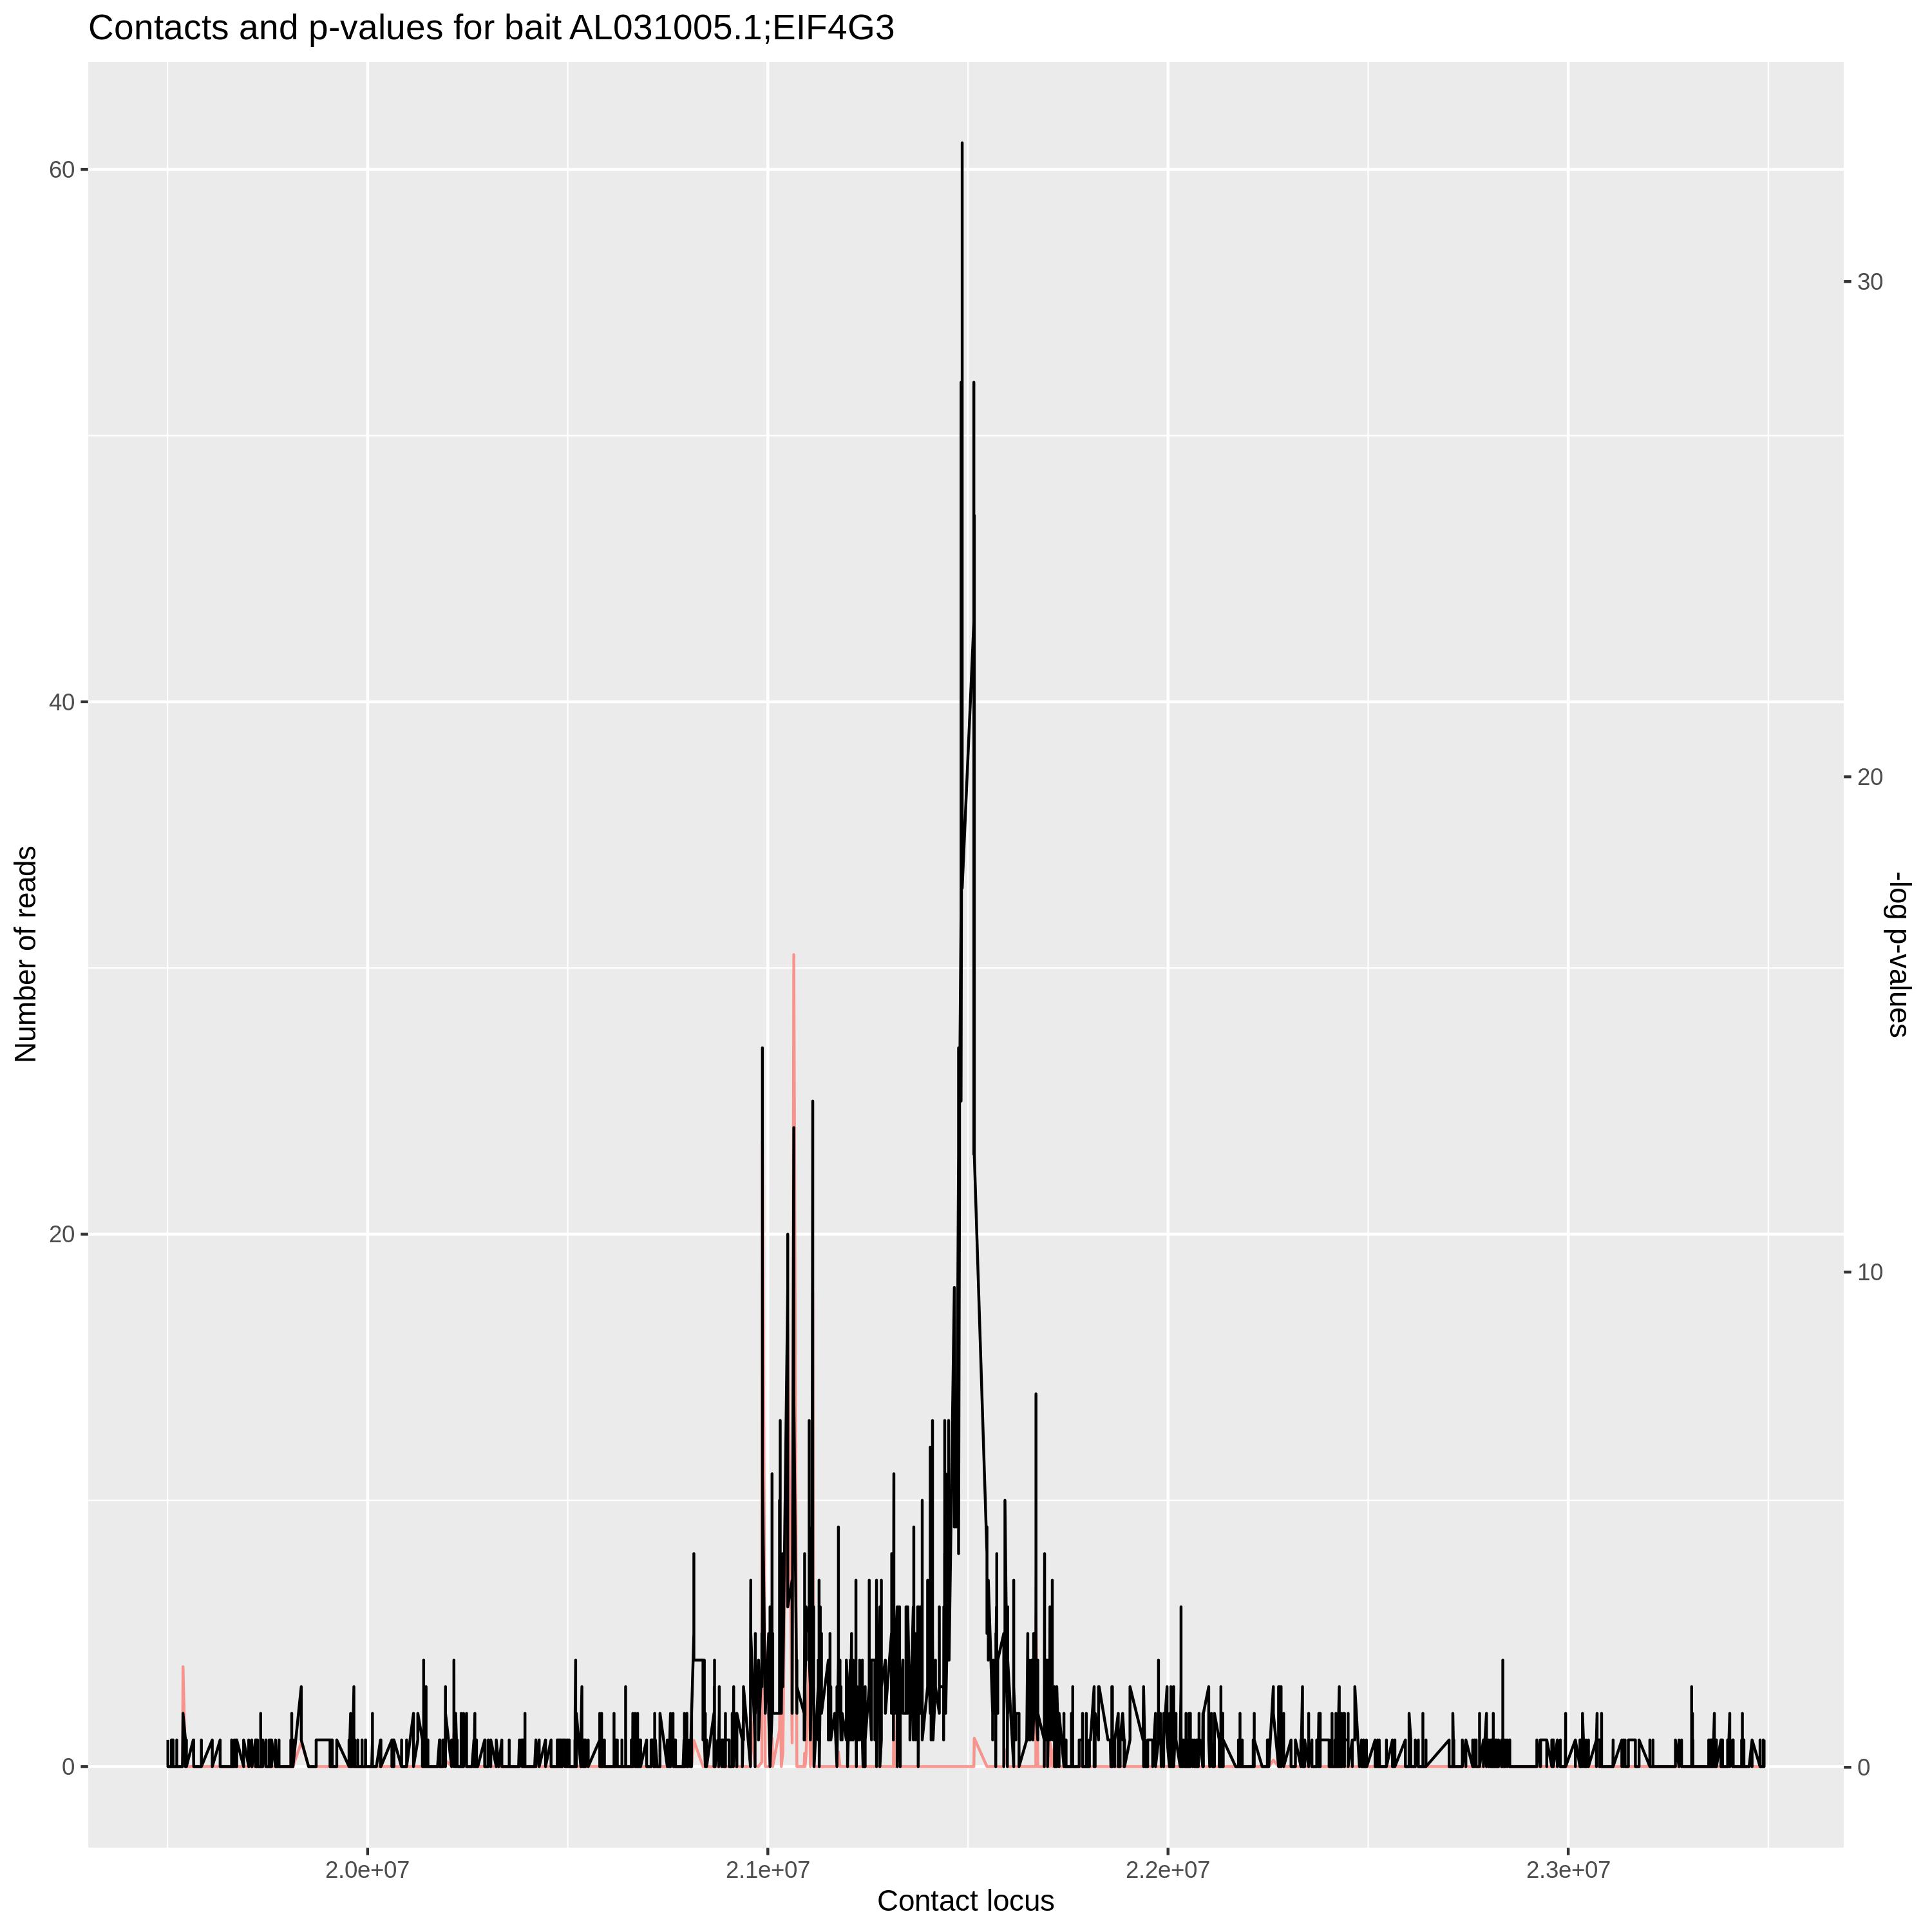 Contacts and p-values for bait AL031005.1;EIF4G3
60
40
20
0
Number of reads
30
20
10
0
-log p-values
2.0e+07 2.1e+07 2.2e+07 2.3e+07
Contact locus